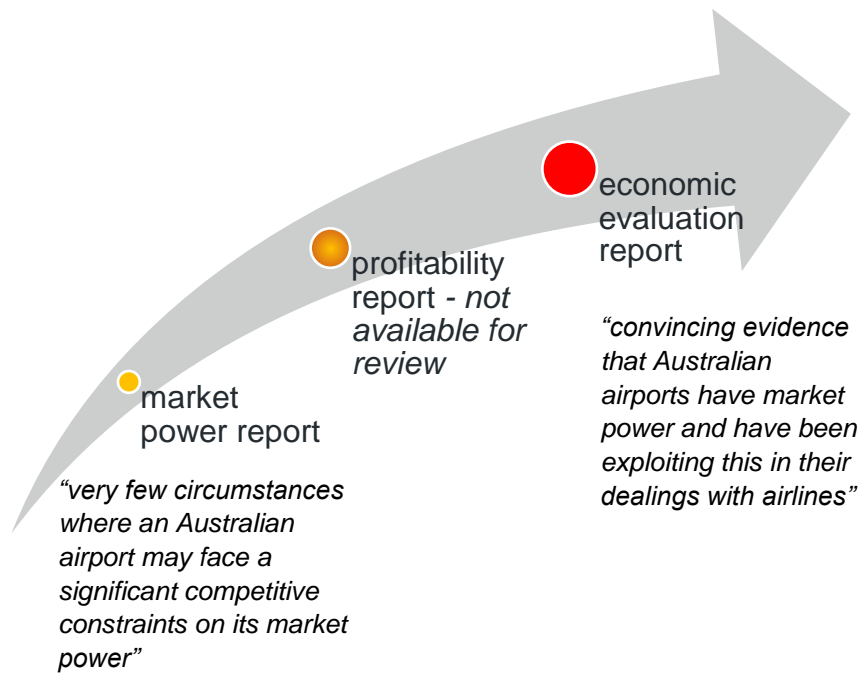 market
power report
“very few circumstances
where an Australian
airport may face a
significant competitive
constraints on its market
power”
profitability
report - not
available for
review
economic
evaluation
report
“convincing evidence
that Australian
airports have market
power and have been
exploiting this in their
dealings with airlines”